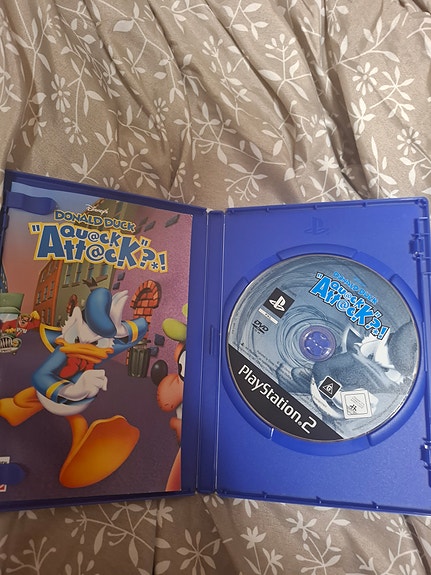 Disney's
DONALD DUCK
"QU@CK
ATT@CK"?*!
DONALD DUCK
"QU@CK
ATT@CK"?*!
DVD
PlayStation.2